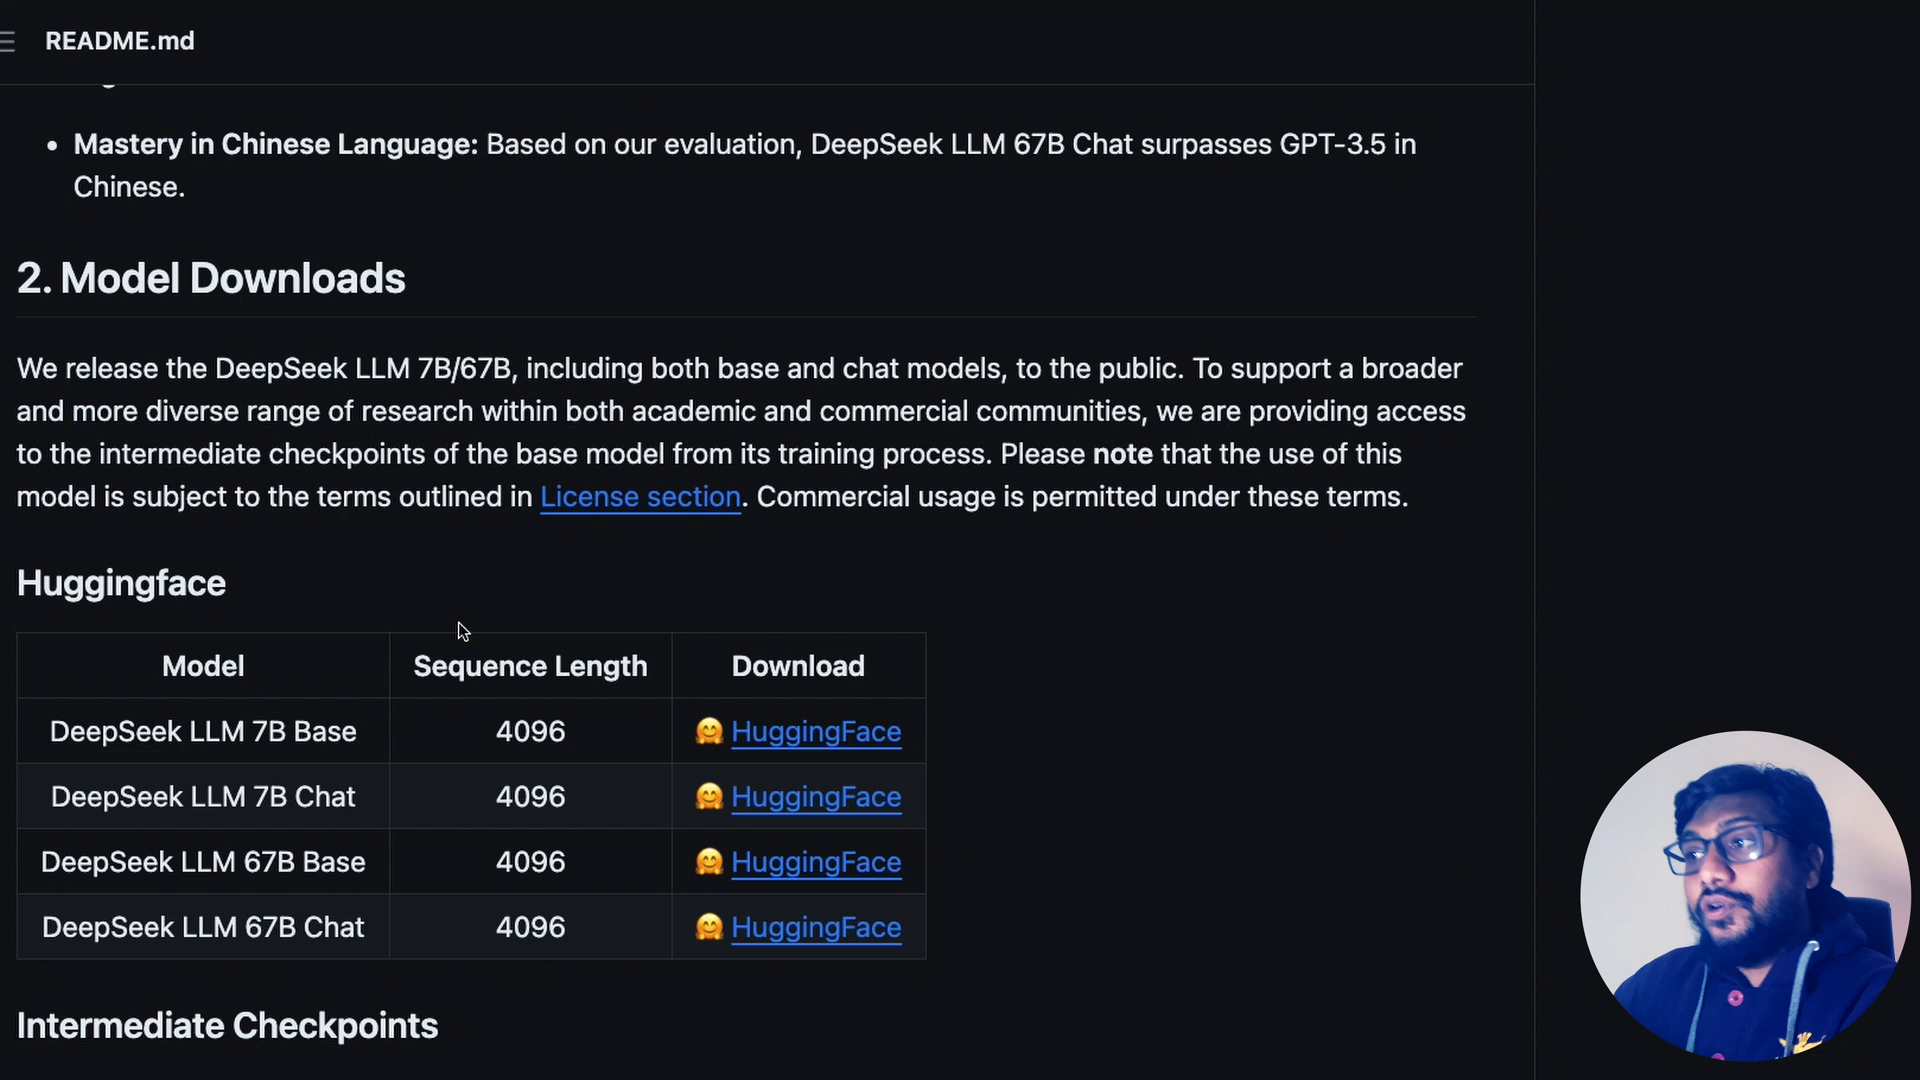 README.md
• Mastery in Chinese Language: Based on our evaluation, DeepSeek LLM 67B Chat surpasses GPT-3.5 in
Chinese.
2. Model Downloads
We release the DeepSeek LLM 7B/67B, including both base and chat models, to the public. To support a broader
and more diverse range of research within both academic and commercial communities, we are providing access
to the intermediate checkpoints of the base model from its training process. Please note that the use of this
model is subject to the terms outlined in License section. Commercial usage is permitted under these terms.
Huggingface
Model Sequence Length Download
DeepSeek LLM 7B Base 4096 🤗 HuggingFace
DeepSeek LLM 7B Chat 4096 🤗 HuggingFace
DeepSeek LLM 67B Base 4096 🤗 HuggingFace
DeepSeek LLM 67B Chat 4096 🤗 HuggingFace
Intermediate Checkpoints